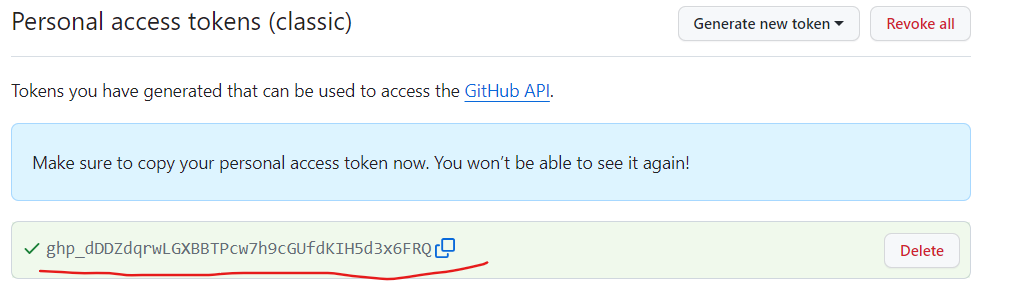 Personal access tokens (classic)
Generate new token
Revoke all
Tokens you have generated that can be used to access the GitHub API.
Make sure to copy your personal access token now. You won’t be able to see it again!
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
Delete